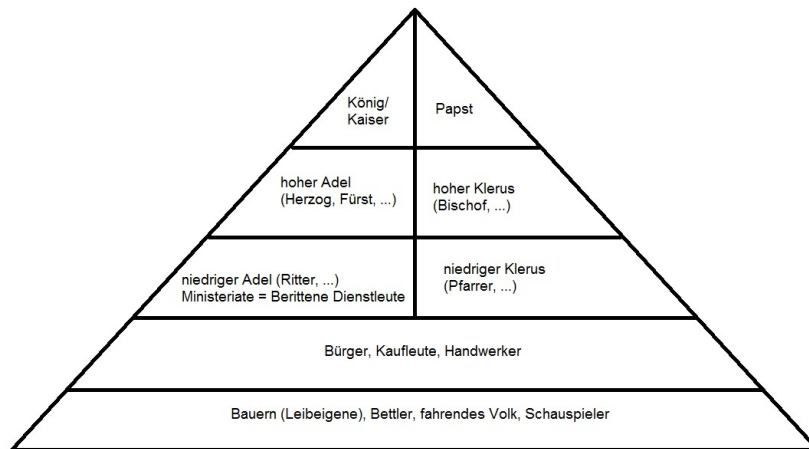 König/
Kaiser
Papst
hoher Adel
(Herzog, Fürst, ...)
hoher Klerus
(Bischof, ...)
niedriger Adel (Ritter, ...)
Ministeriate = Berittene Dienstleute
niedriger Klerus
(Pfarrer, ...)
Bürger, Kaufleute, Handwerker
Bauern (Leibeigene), Bettler, fahrendes Volk, Schauspieler